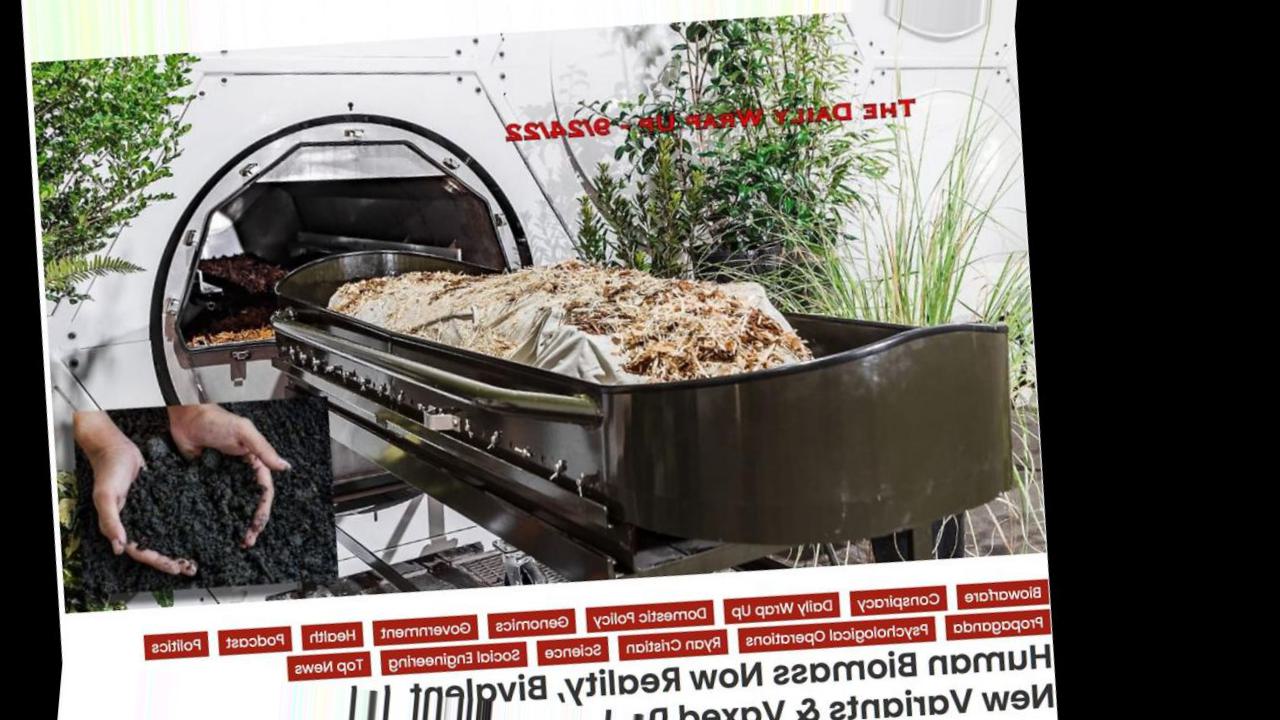 THE DAILY WRAP UP - 9/24/22
Biowarfare Conspiracy Daily Wrap Up Domestic Policy Genomics Government Health Podcast Politics
Propaganda Psychological Operations Ryan Cristian Science Social Engineering Top News
Human Biomass Now Reality, Bivalent
New Variants & Vaxed